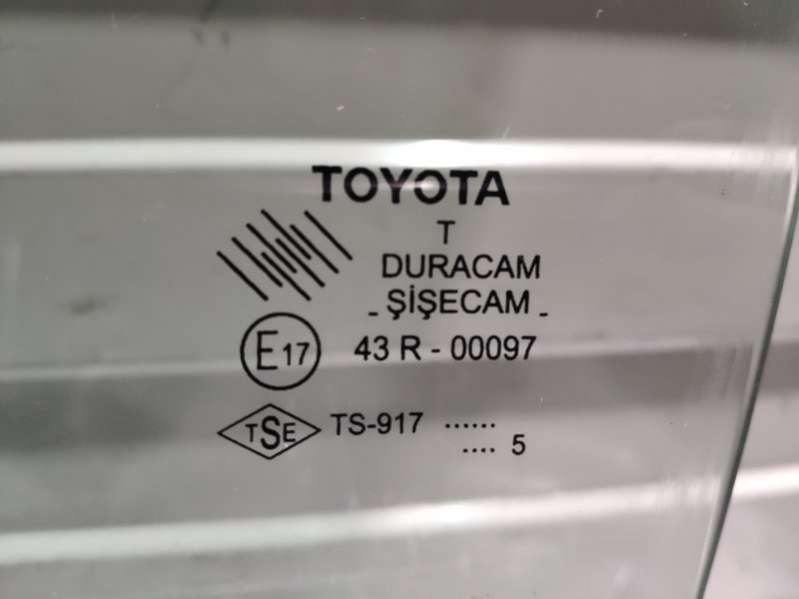 TOYOTA
T
DURACAM
- ŞİŞECAM -
E17 43 R - 00097
TSE TS-917 ......
.... 5